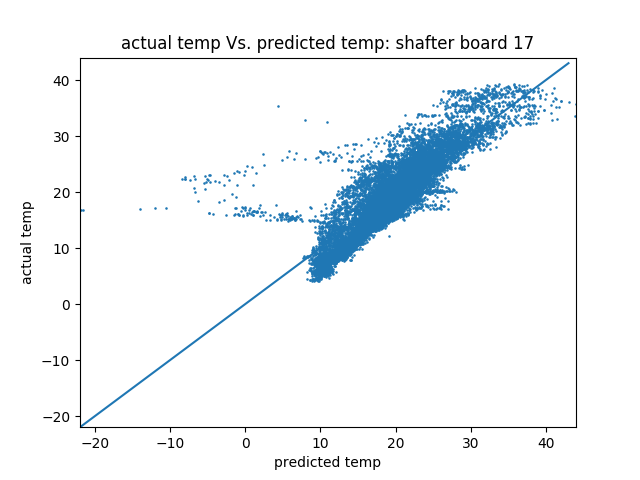 actual temp Vs. predicted temp: shafter board 17
40
30
20
10
0
−10
−20
actual temp
−20 −10 0 10 20 30 40
predicted temp